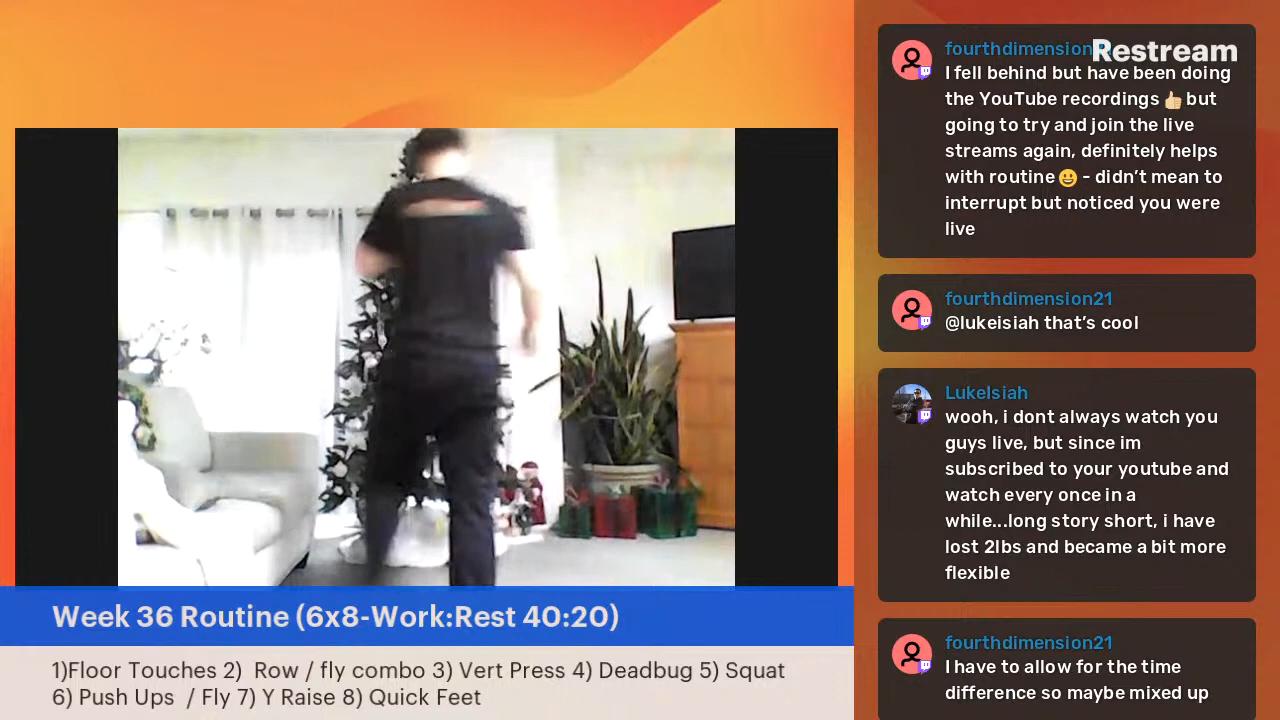 fourthdimension21
Restream
I fell behind but have been doing
the YouTube recordings 👍🏼 but
going to try and join the live
streams again, definitely helps
with routine 😀 - didn’t mean to
interrupt but noticed you were
live
fourthdimension21
@lukeisiah that’s cool
LukeIsiah
wooh, i dont always watch you
guys live, but since im
subscribed to your youtube and
watch every once in a
while...long story short, i have
lost 2lbs and became a bit more
flexible
fourthdimension21
I have to allow for the time
difference so maybe mixed up
Week 36 Routine (6x8-Work:Rest 40:20)
1)Floor Touches 2)  Row / fly combo 3) Vert Press 4) Deadbug 5) Squat
6) Push Ups  / Fly 7) Y Raise 8) Quick Feet